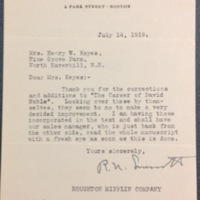 4 PARK STREET · BOSTON
July 14, 1919.
Mrs. Henry W. Keyes,
Pine Grove Farm,
North Haverhill, N.H.
Dear Mrs. Keyes:-
Thank you for the corrections
and additions to "The Career of David
Noble". Looking over these by them-
selves, they seem to me to make a very
decided improvement. I am having these
incorporated in the text and shall have
our sales manager, who is just back from
the other side, read the whole manuscript
with a fresh eye as soon as this is done.
Yours sincerely,
HOUGHTON MIFFLIN COMPANY